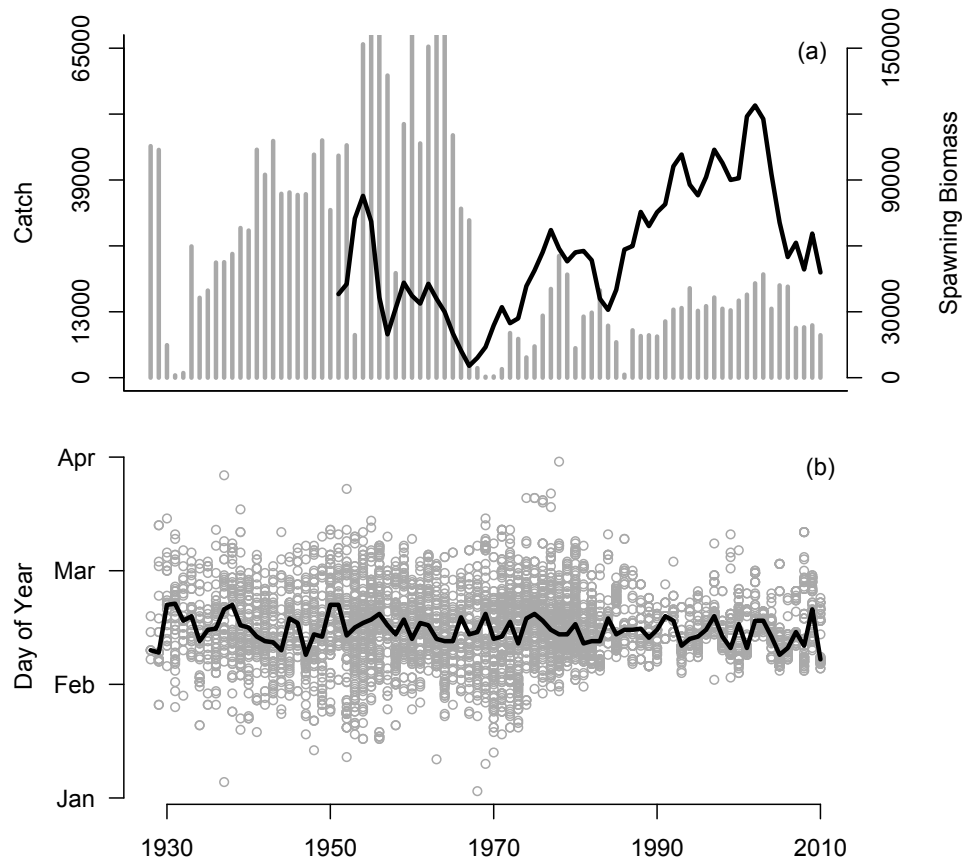 (a)
Catch
65000
39000
13000
0
Spawning Biomass
150000
90000
30000
0
(b)
Day of Year
Apr
Mar
Feb
Jan
1930 1950 1970 1990 2010